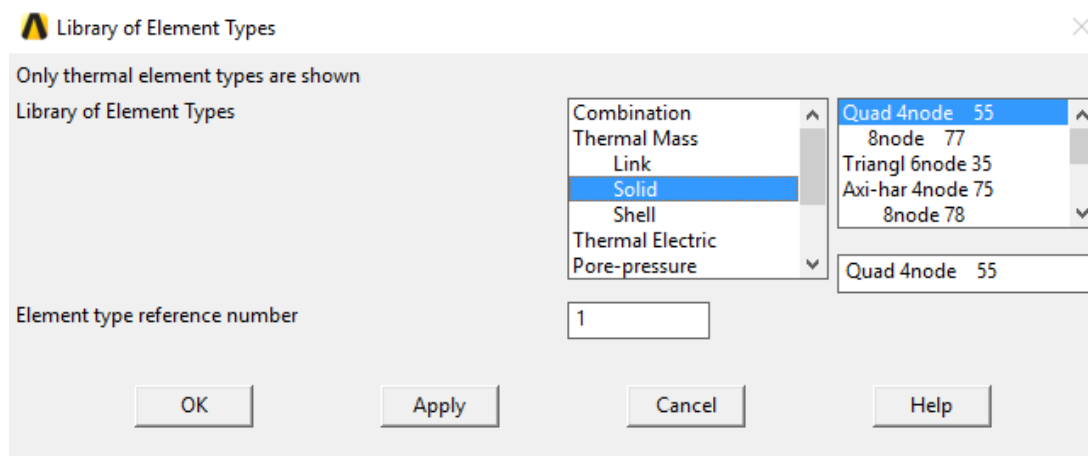 Library of Element Types
Only thermal element types are shown
Library of Element Types
Combination
Thermal Mass
Link
Solid
Shell
Thermal Electric
Pore-pressure
Quad 4node 55
8node 77
Triangl 6node 35
Axi-har 4node 75
8node 78
Quad 4node 55
Element type reference number
1
OK
Apply
Cancel
Help